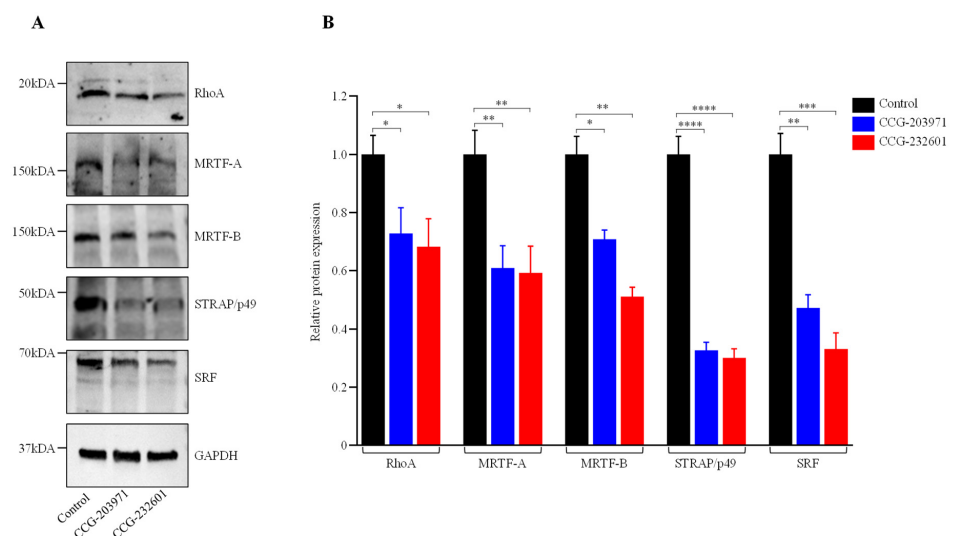 A
20kDA
RhoA
150kDA
MRTF-A
150kDA
MRTF-B
50kDA
STRAP/p49
70kDA
SRF
37kDA
GAPDH
Control
CCG-203971
CCG-232601
B
Relative protein expression
1.2
1.0
0.8
0.6
0.4
0.2
0
*
*
**
**
**
*
****
****
***
**
RhoA
MRTF-A
MRTF-B
STRAP/p49
SRF
Control
CCG-203971
CCG-232601